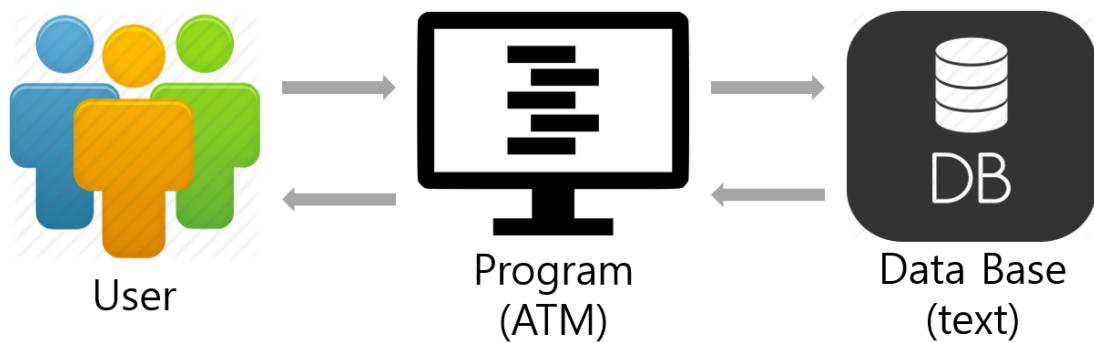 DB
User
Program
(ATM)
Data Base
(text)